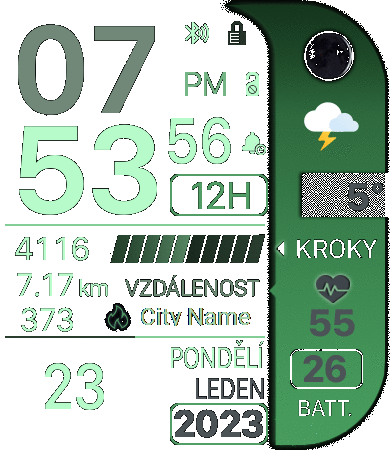 07
PM
53 56
12H
5°
4116 KROKY
7.17 km VZDÁLENOST
373 City Name
55
PONDĚLÍ
26
23 LEDEN
BATT.
2023